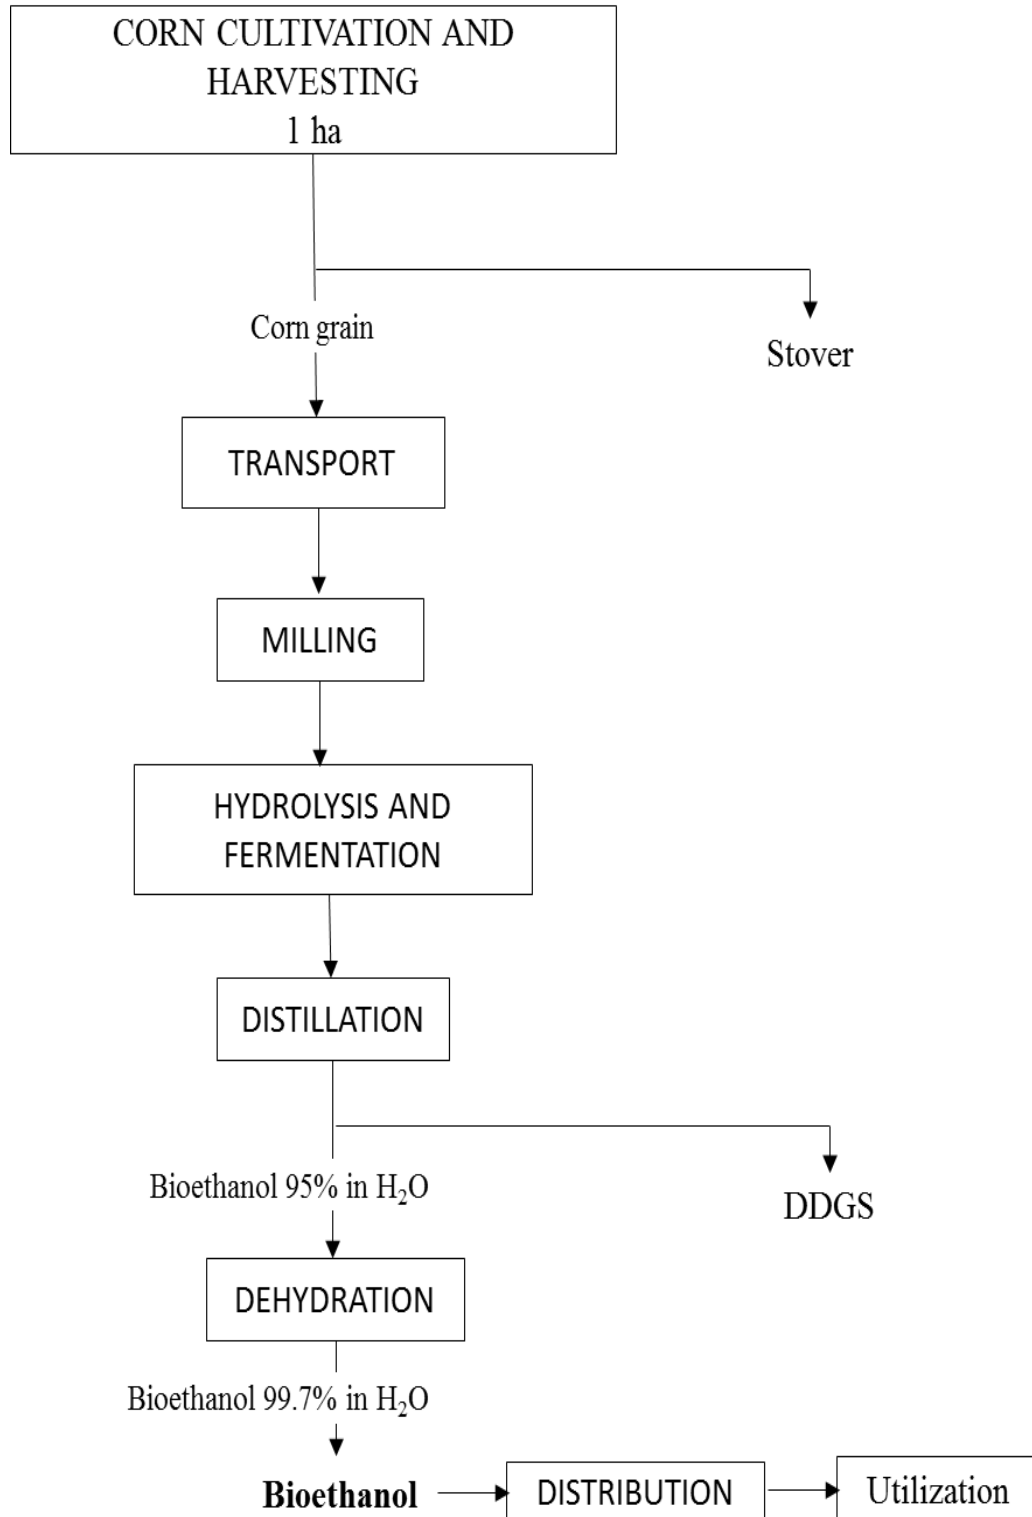 CORN CULTIVATION AND
HARVESTING
1 ha
Corn grain
Stover
TRANSPORT
MILLING
HYDROLYSIS AND
FERMENTATION
DISTILLATION
Bioethanol 95% in H₂O
DDGS
DEHYDRATION
Bioethanol 99.7% in H₂O
Bioethanol
DISTRIBUTION
Utilization